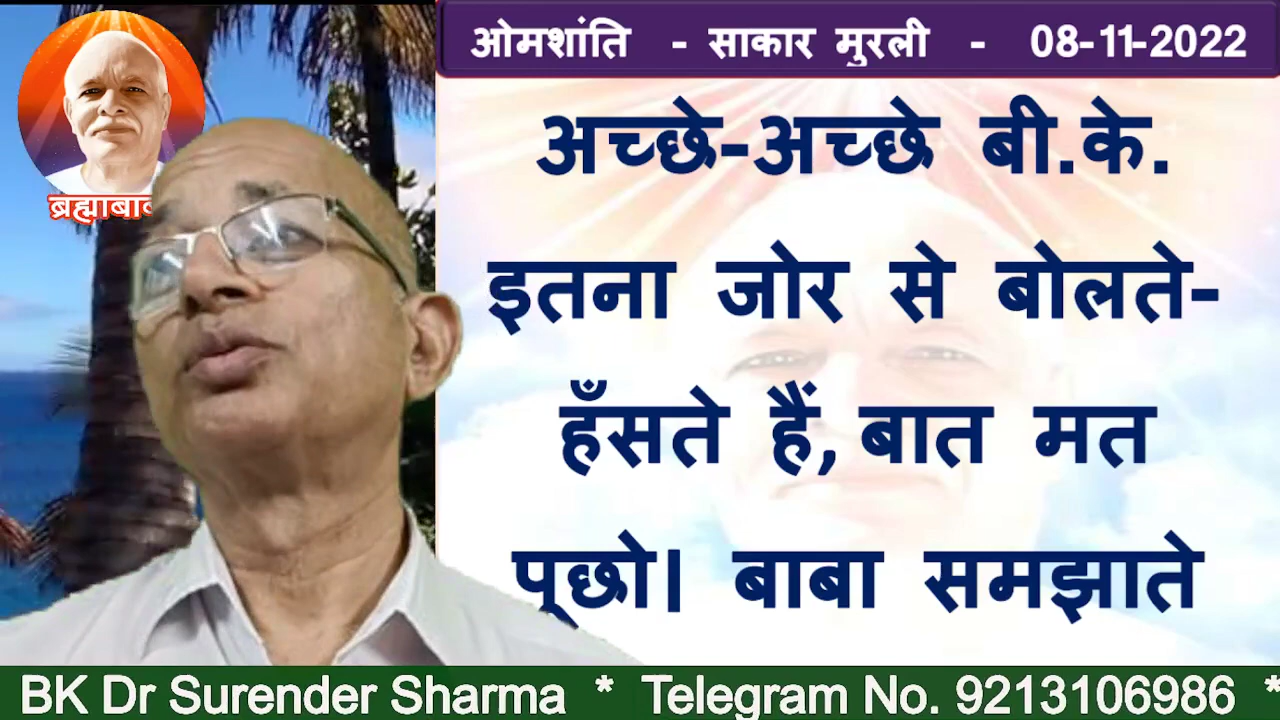 ओमशांति - साकार मुरली - 08-11-2022
अच्छे-अच्छे बी.के.
इतना जोर से बोलते-
हँसते हैं, बात मत
पूछो| बाबा समझाते
BK Dr Surender Sharma * Telegram No. 9213106986 *